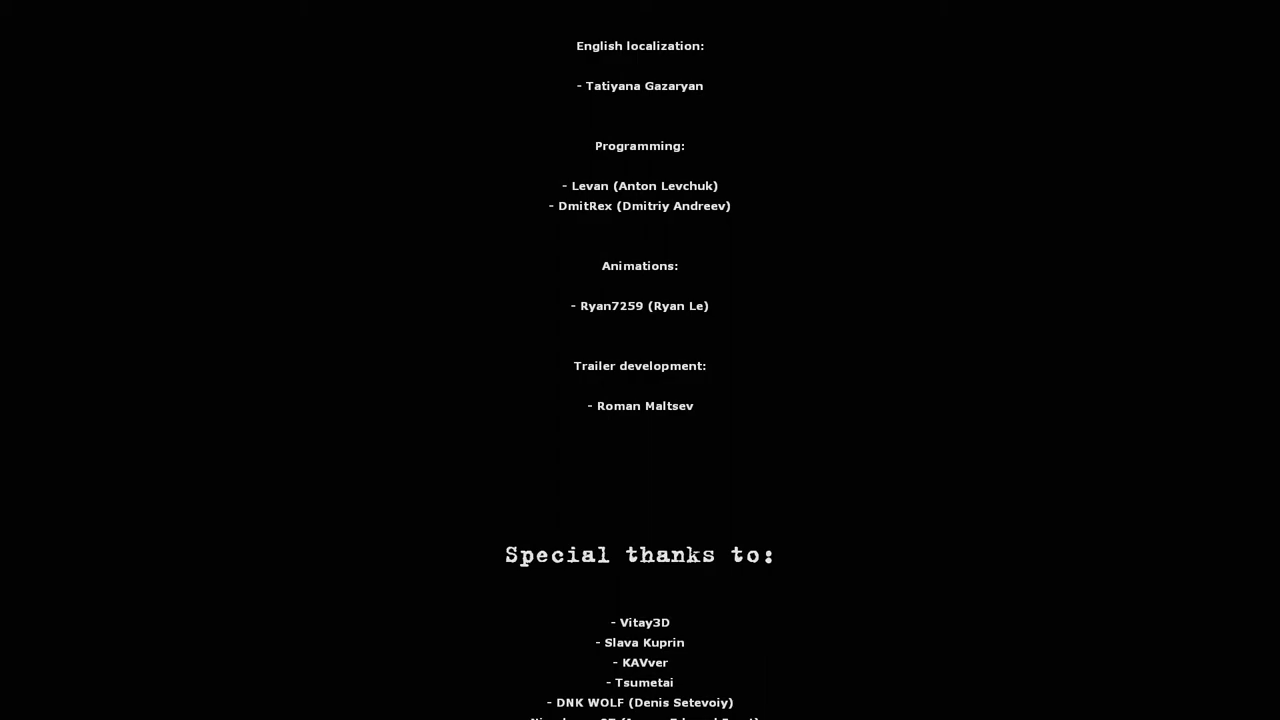 English localization:
- Tatiyana Gazaryan
Programming:
- Levan (Anton Levchuk)
- DmitRex (Dmitriy Andreev)
Animations:
- Ryan7259 (Ryan Le)
Trailer development:
- Roman Maltsev
Special thanks to:
- Vitay3D
- Slava Kuprin
- KAVver
- Tsumetai
- DNK WOLF (Denis Setevoiy)